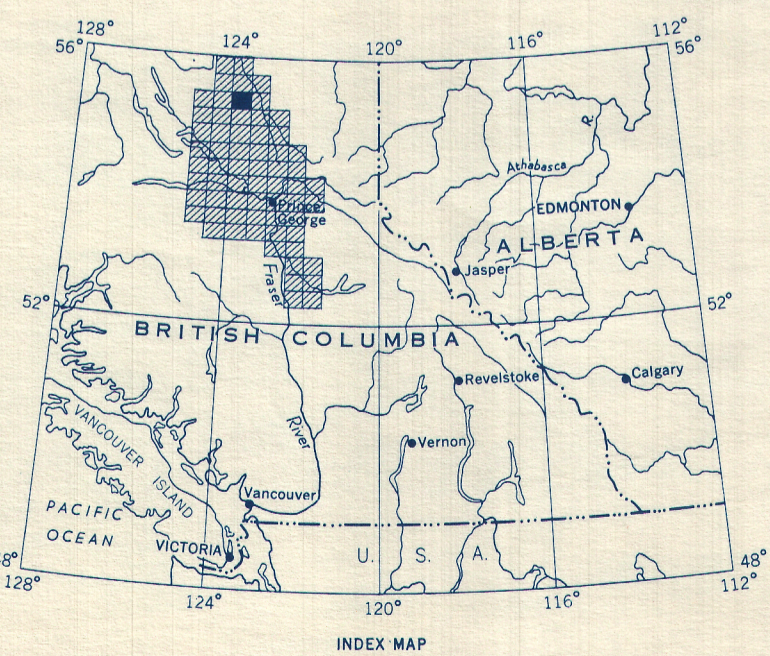 128°
124°
120°
116°
112°
56°
56°
R.
Athabasca
Prince
George
EDMONTON
ALBERTA
Jasper
Fraser
52°
52°
BRITISH COLUMBIA
Revelstoke
Calgary
VANCOUVER ISLAND
River
Vernon
Vancouver
PACIFIC
OCEAN
VICTORIA
U. S. A.
8°
48°
128°
112°
124°
120°
116°
INDEX MAP